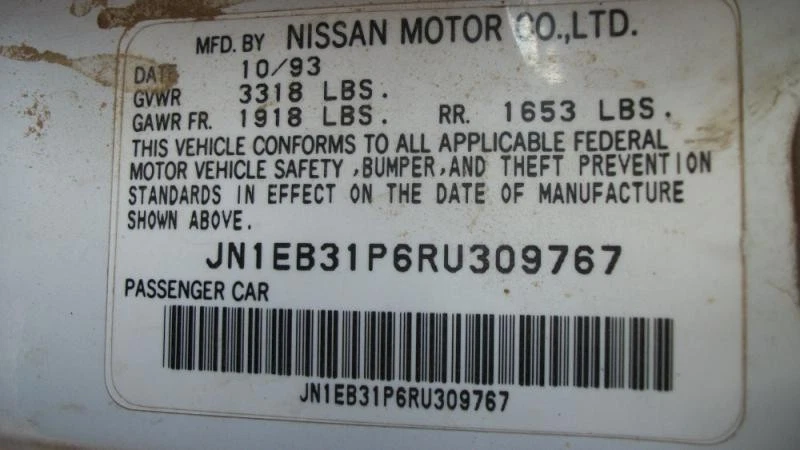 MFD. BY NISSAN MOTOR CO.,LTD.
DATE 10/93
GVWR 3318 LBS.
GAWR FR. 1918 LBS. RR. 1653 LBS.
THIS VEHICLE CONFORMS TO ALL APPLICABLE FEDERAL
MOTOR VEHICLE SAFETY ,BUMPER,AND THEFT PREVENTION
STANDARDS IN EFFECT ON THE DATE OF MANUFACTURE
SHOWN ABOVE.
JN1EB31P6RU309767
PASSENGER CAR
JN1EB31P6RU309767